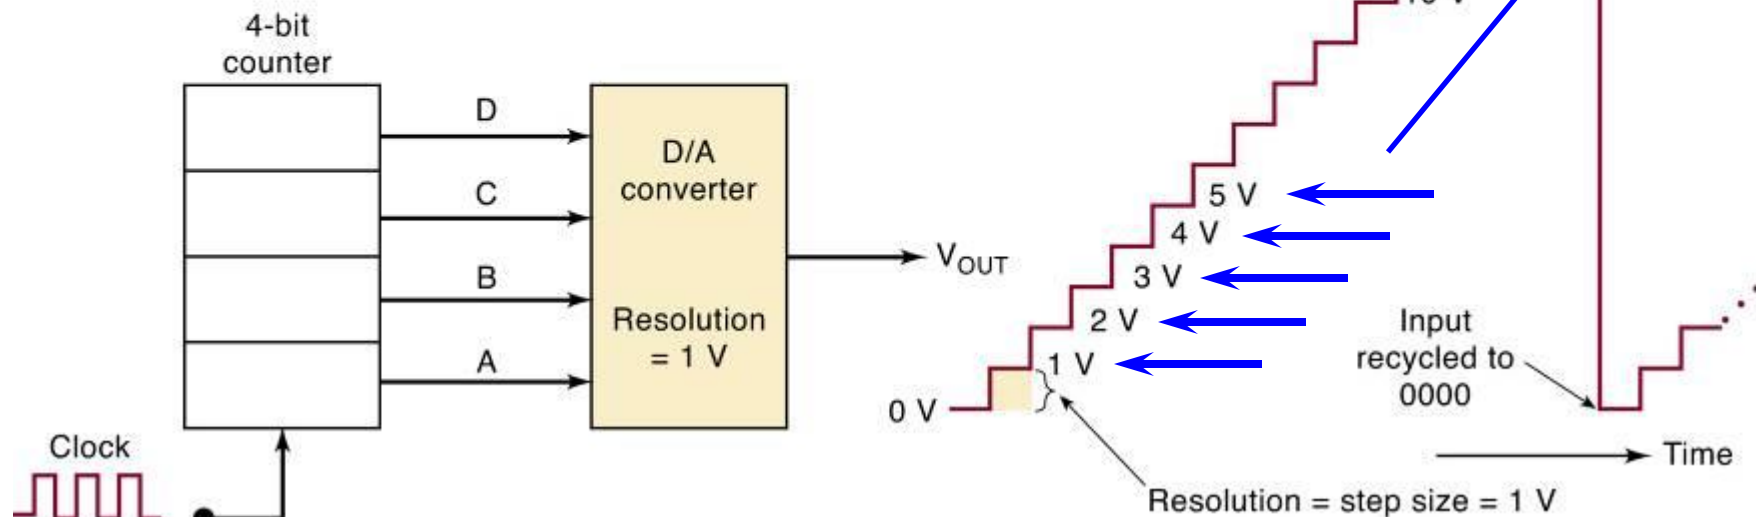 4-bit
counter
D
C
B
A
D/A
converter
Resolution
= 1 V
Clock
V_OUT
5 V
4 V
3 V
2 V
1 V
0 V
Input
recycled to
0000
Time
Resolution = step size = 1 V